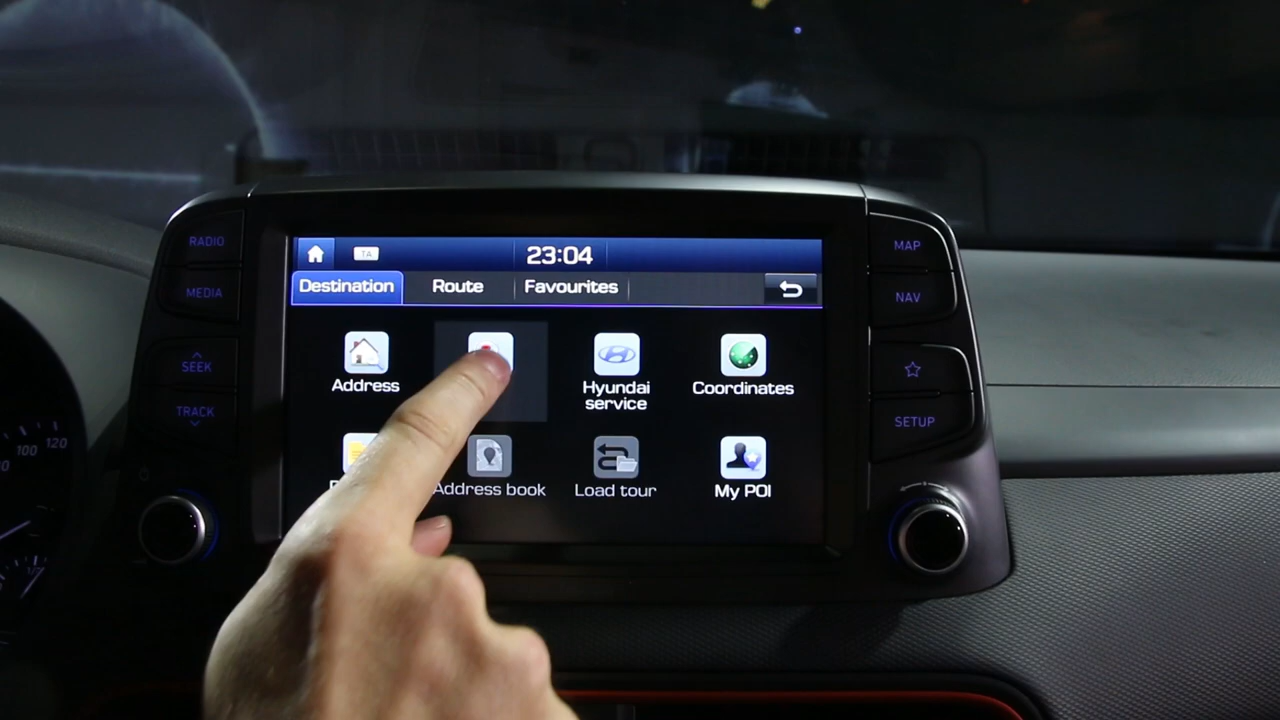 RADIO
MEDIA
SEEK
TRACK
TA
23:04
Destination Route Favourites
Address
Hyundai
service
Coordinates
Address book
Load tour
My POI
MAP
NAV
SETUP
100 120